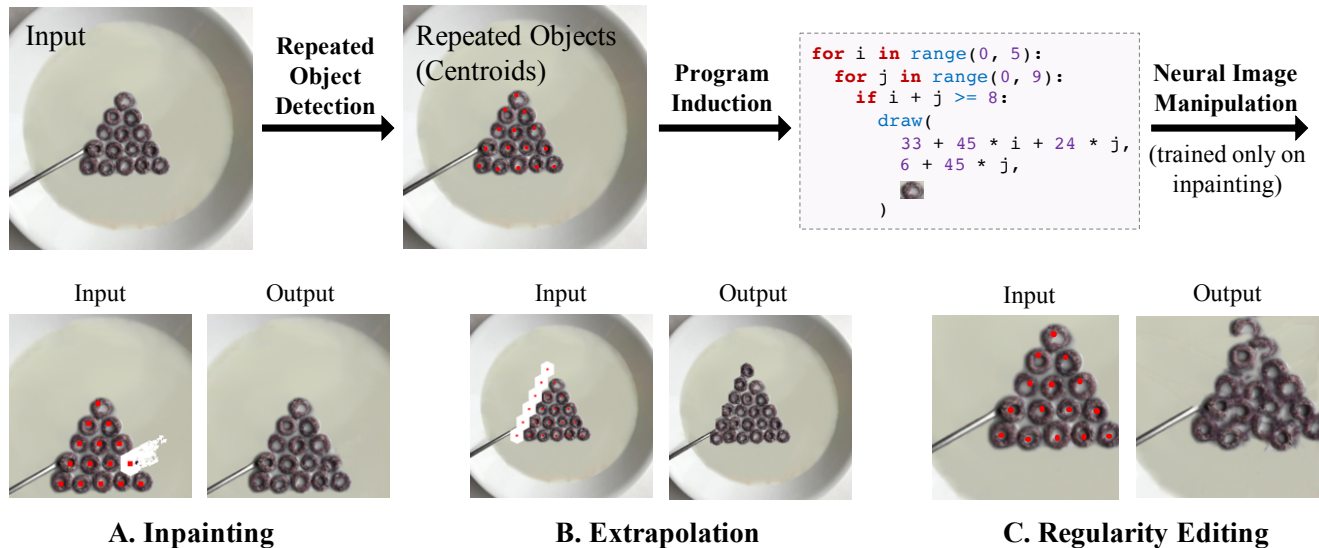 Input
Repeated
Object
Detection
Repeated Objects
(Centroids)
Program
Induction
for i in range(0, 5):
for j in range(0, 9):
if i + j >= 8:
draw(
33 + 45 * i + 24 * j,
6 + 45 * j,
)
Neural Image
Manipulation
(trained only on
inpainting)
Input
Output
Input
Output
Input
Output
A. Inpainting
B. Extrapolation
C. Regularity Editing